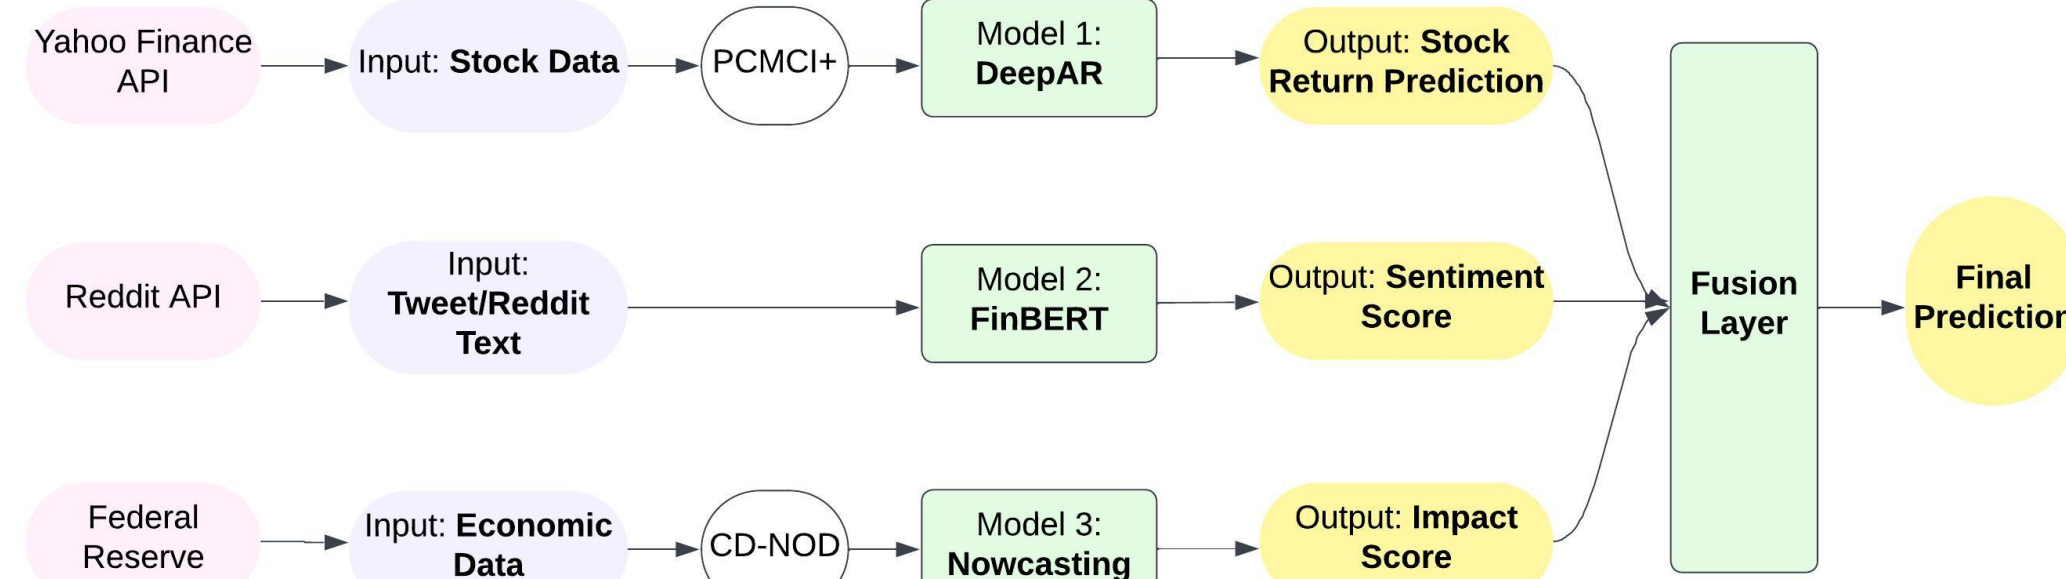 Yahoo Finance
API
Input: Stock Data
PCMCI+
Model 1:
DeepAR
Output: Stock
Return Prediction
Reddit API
Input:
Tweet/Reddit
Text
Model 2:
FinBERT
Output: Sentiment
Score
Fusion
Layer
Final
Prediction
Federal
Reserve
Input: Economic
Data
CD-NOD
Model 3:
Nowcasting
Output: Impact
Score